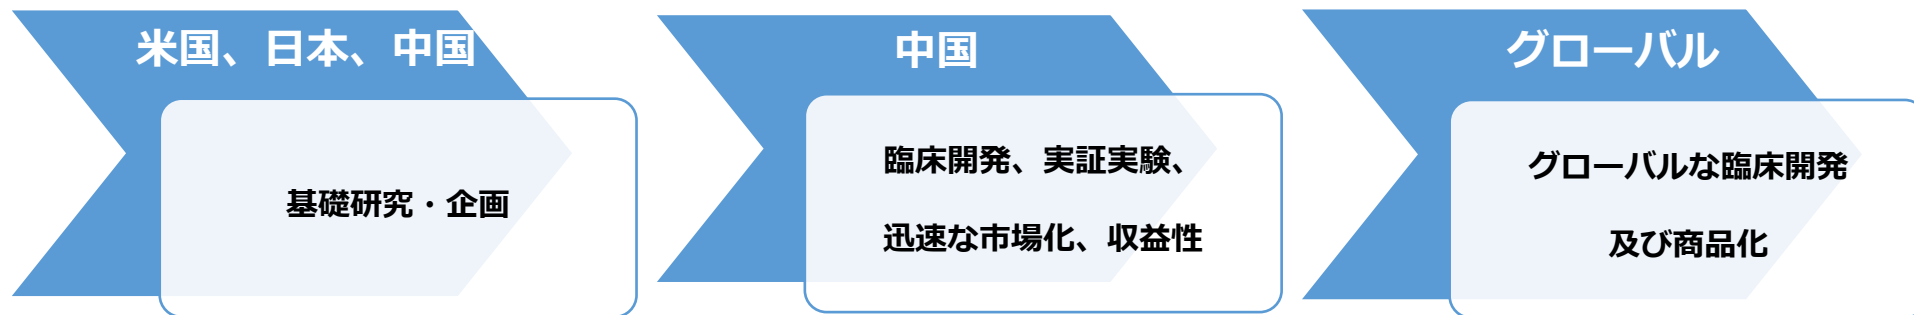 米国、日本、中国
基礎研究・企画
中国
臨床開発、実証実験、
迅速な市場化、収益性
グローバル
グローバルな臨床開発
及び商品化